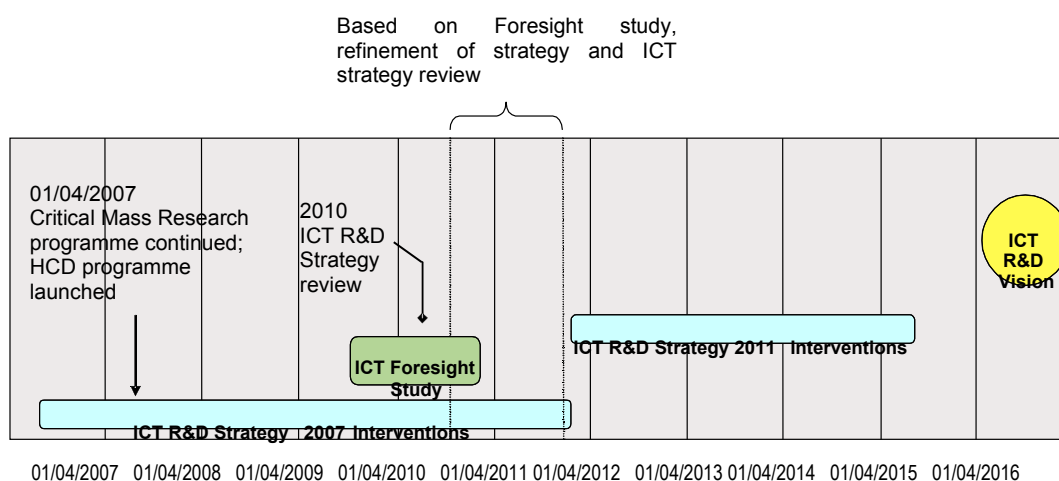 Based on Foresight study,
refinement of strategy and ICT
strategy review
01/04/2007
Critical Mass Research
programme continued;
HCD programme
launched
2010
ICT R&D
Strategy
review
ICT
R&D
Vision
ICT R&D Strategy 2011 Interventions
ICT Foresight
Study
ICT R&D Strategy 2007 Interventions
01/04/2007 01/04/2008 01/04/2009 01/04/2010 01/04/2011 01/04/2012 01/04/2013 01/04/2014 01/04/2015 01/04/2016